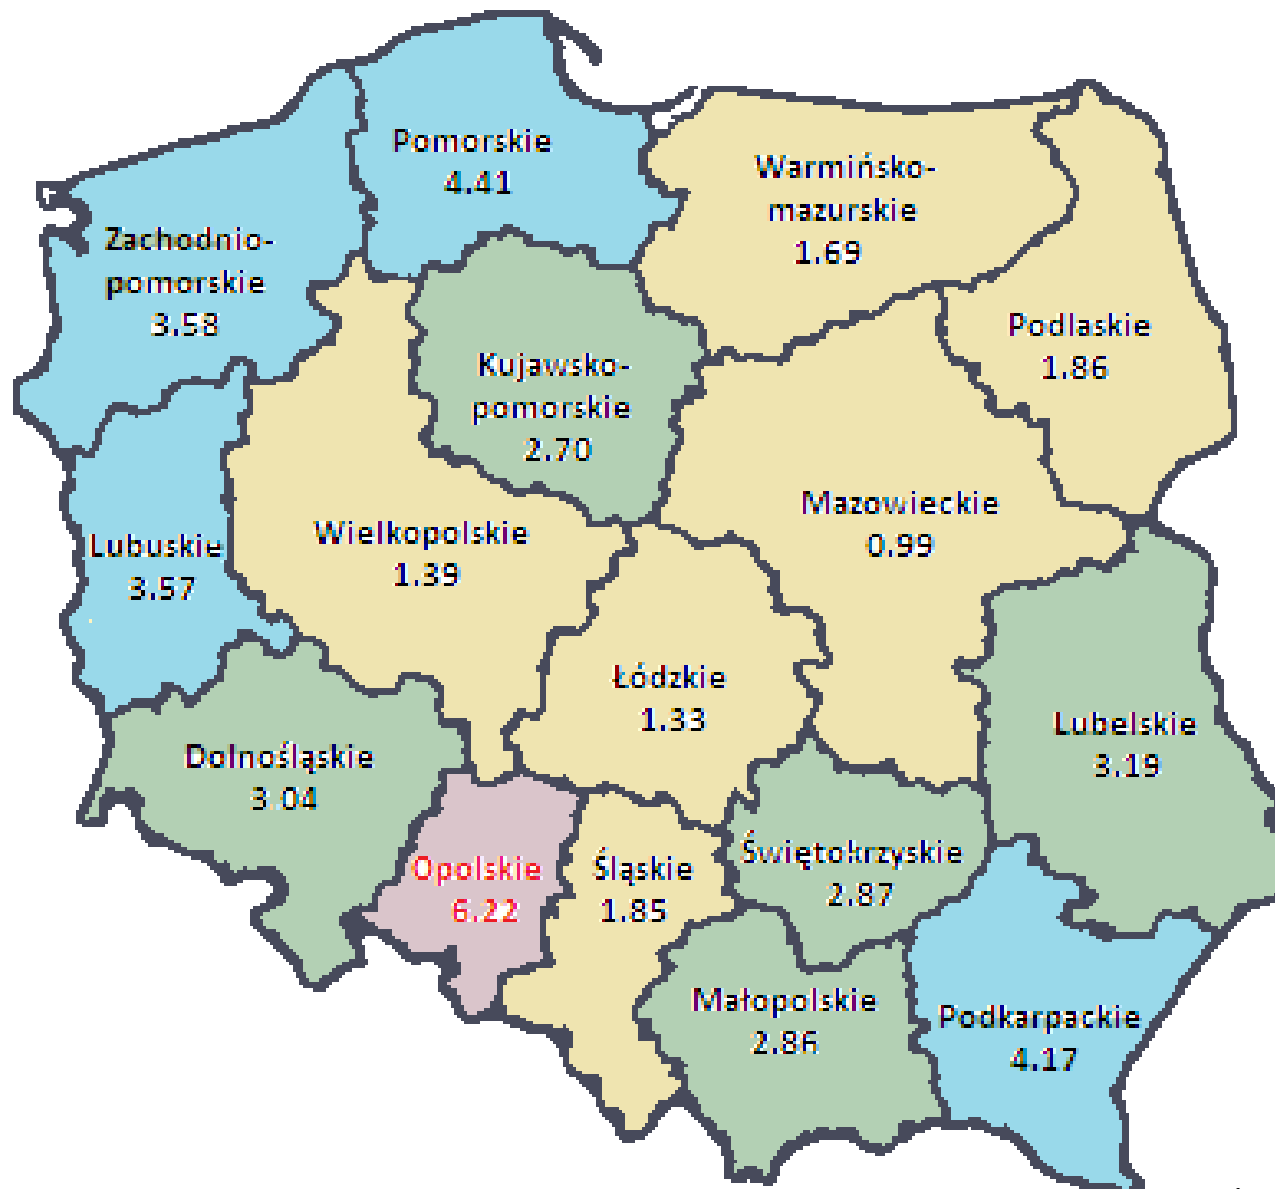 Pomorskie
4.41
Warmińsko-
mazurskie
1.69
Zachodnio-
pomorskie
3.58
Podlaskie
1.86
Kujawsko-
pomorskie
2.70
Mazowieckie
0.99
Wielkopolskie
1.39
Lubuskie
3.57
Łódzkie
1.33
Lubelskie
3.19
Dolnośląskie
3.04
Opolskie
6.22
Śląskie
1.85
Świętokrzyskie
2.87
Małopolskie
2.86
Podkarpackie
4.17